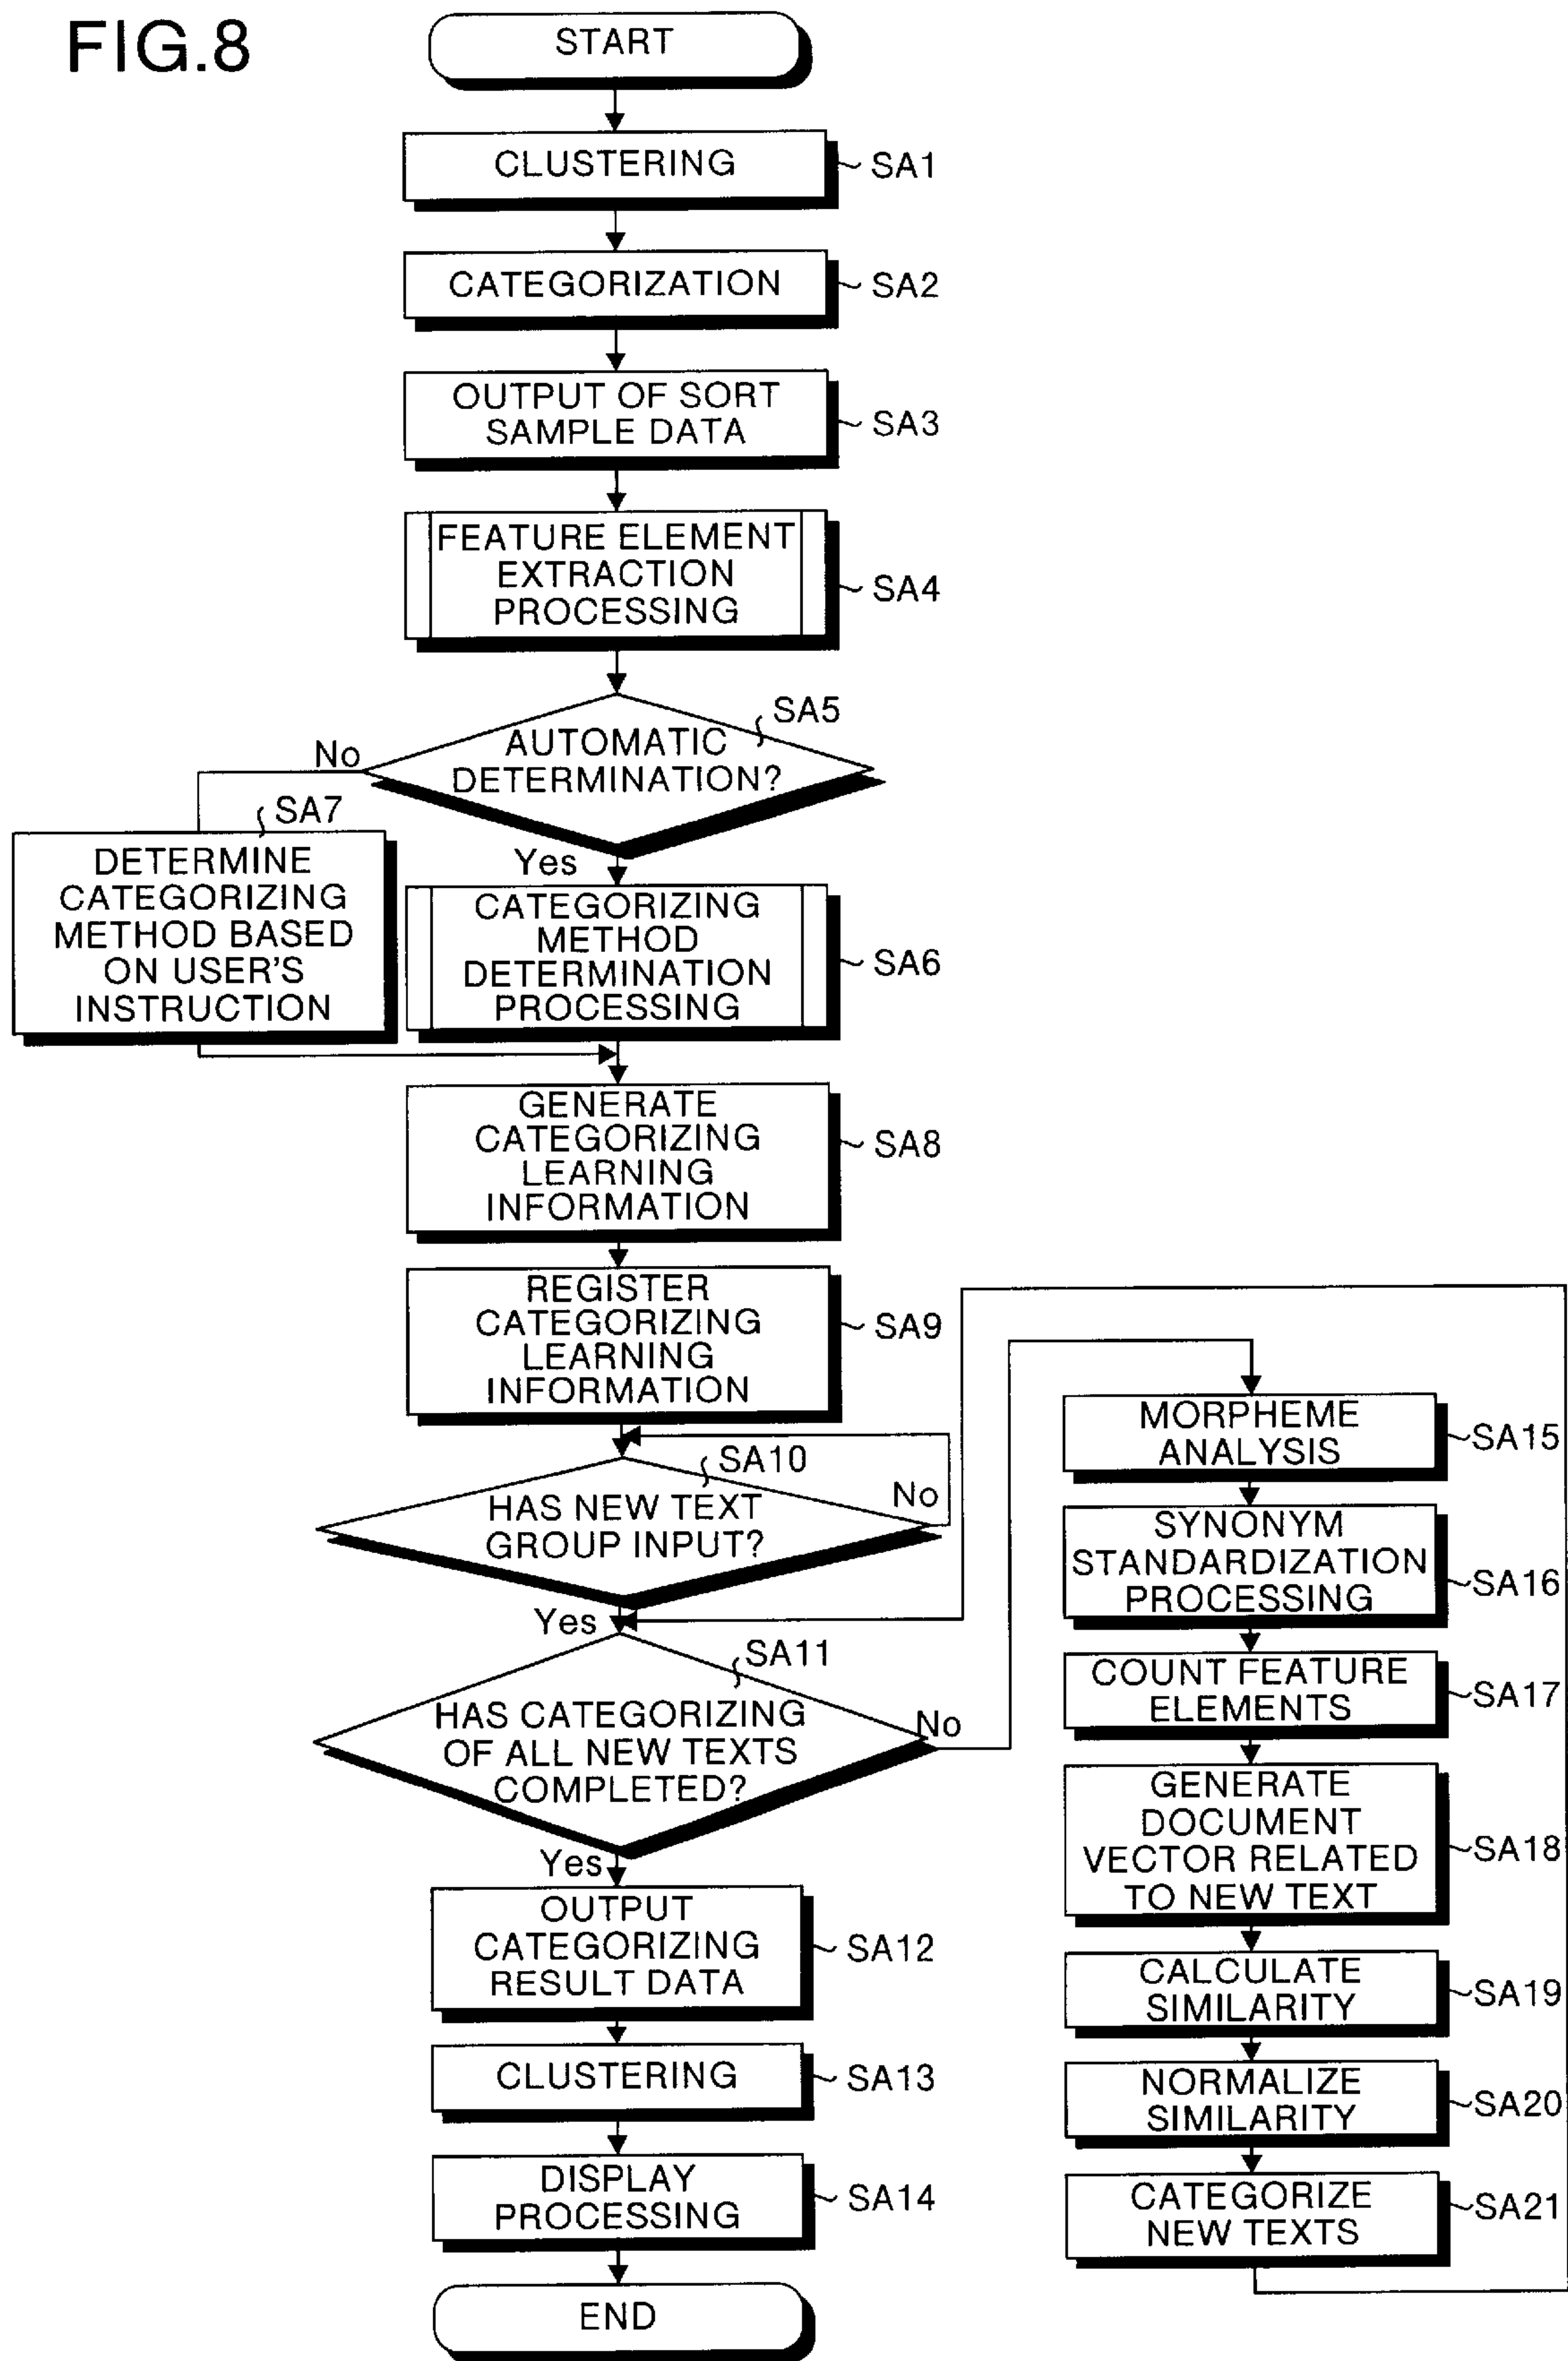 FIG.8
START
CLUSTERING
SA1
CATEGORIZATION
SA2
OUTPUT OF SORT
SAMPLE DATA
SA3
FEATURE ELEMENT
EXTRACTION
PROCESSING
SA4
SA5
AUTOMATIC
DETERMINATION?
No
Yes
SA7
DETERMINE
CATEGORIZING
METHOD BASED
ON USER'S
INSTRUCTION
CATEGORIZING
METHOD
DETERMINATION
PROCESSING
SA6
GENERATE
CATEGORIZING
LEARNING
INFORMATION
SA8
REGISTER
CATEGORIZING
LEARNING
INFORMATION
SA9
SA10
HAS NEW TEXT
GROUP INPUT?
No
Yes
SA11
HAS CATEGORIZING
OF ALL NEW TEXTS
COMPLETED?
No
Yes
OUTPUT
CATEGORIZING
RESULT DATA
SA12
CLUSTERING
SA13
DISPLAY
PROCESSING
SA14
END
MORPHEME
ANALYSIS
SA15
SYNONYM
STANDARDIZATION
PROCESSING
SA16
COUNT FEATURE
ELEMENTS
SA17
GENERATE
DOCUMENT
VECTOR RELATED
TO NEW TEXT
SA18
CALCULATE
SIMILARITY
SA19
NORMALIZE
SIMILARITY
SA20
CATEGORIZE
NEW TEXTS
SA21